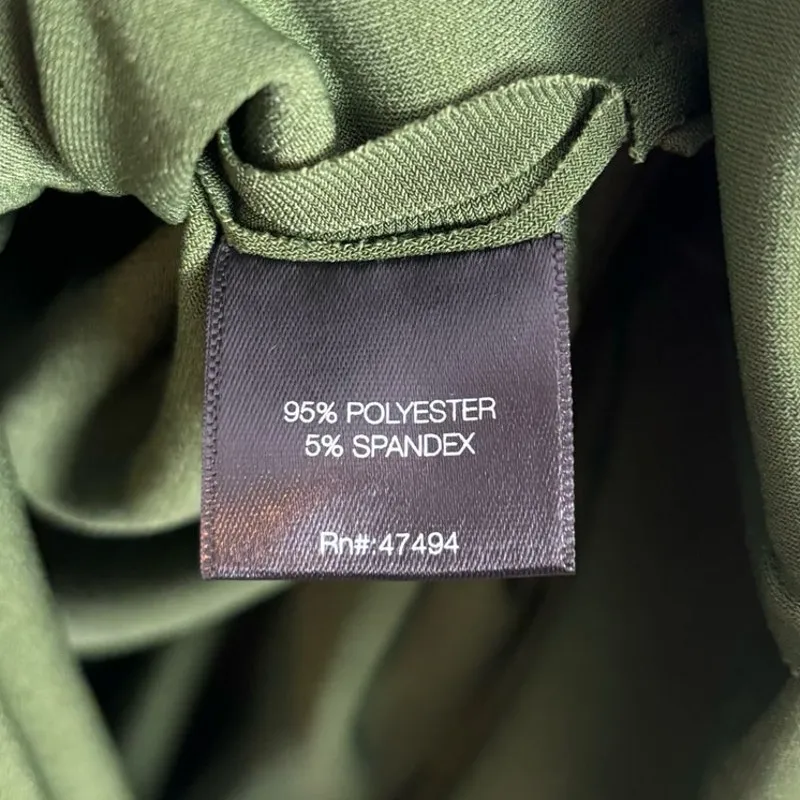 95% POLYESTER
5% SPANDEX
Rn#:47494